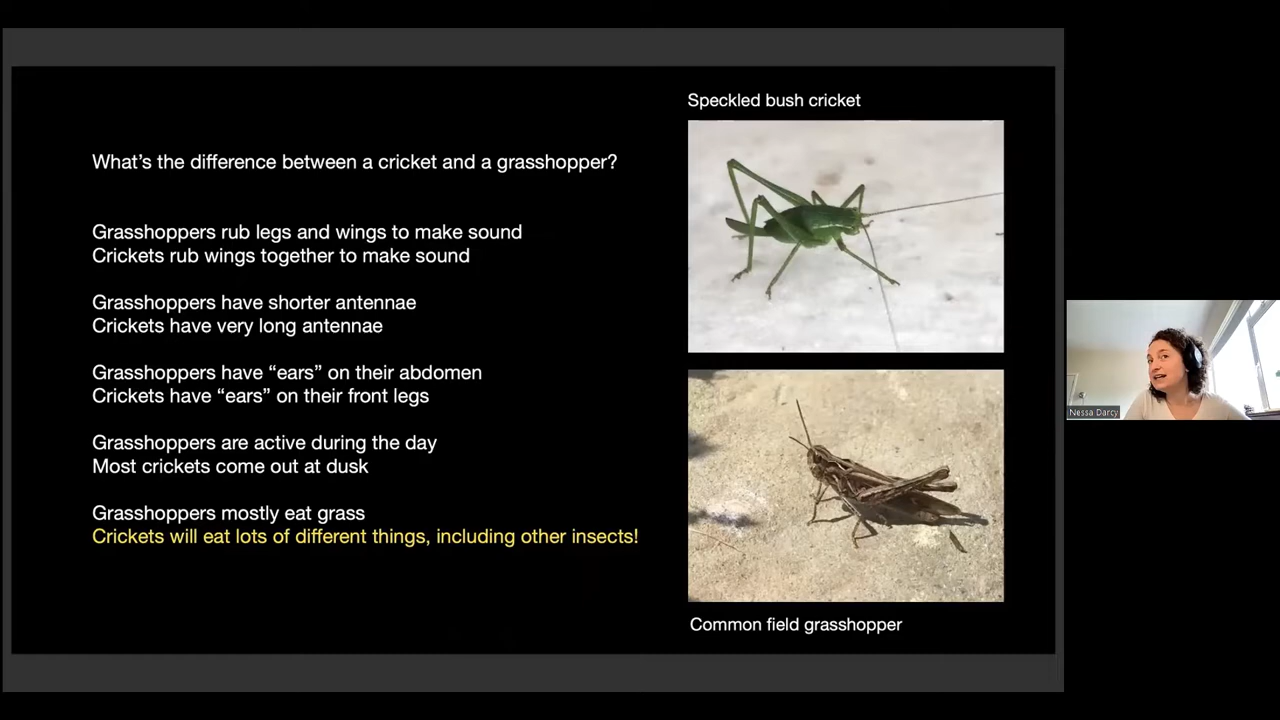 Speckled bush cricket
What's the difference between a cricket and a grasshopper?
Grasshoppers rub legs and wings to make sound
Crickets rub wings together to make sound
Grasshoppers have shorter antennae
Crickets have very long antennae
Grasshoppers have “ears” on their abdomen
Crickets have “ears” on their front legs
Grasshoppers are active during the day
Most crickets come out at dusk
Grasshoppers mostly eat grass
Crickets will eat lots of different things, including other insects!
Common field grasshopper
Nessa Darcy